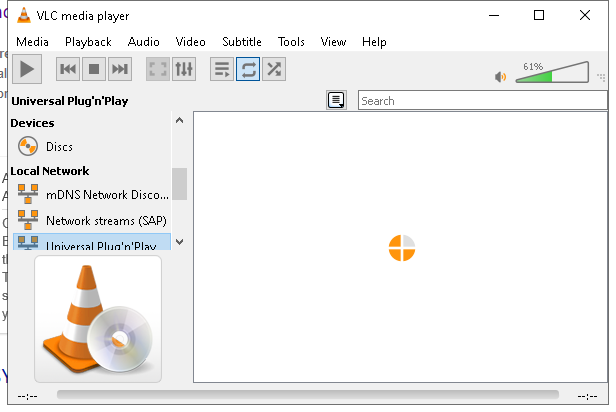 VLC media player
Media Playback Audio Video Subtitle Tools View Help
61%
Universal Plug'n'Play
Search
Devices
Discs
Local Network
mDNS Network Disco...
Network streams (SAP)
Universal Plug'n'Play
--:--
--:--